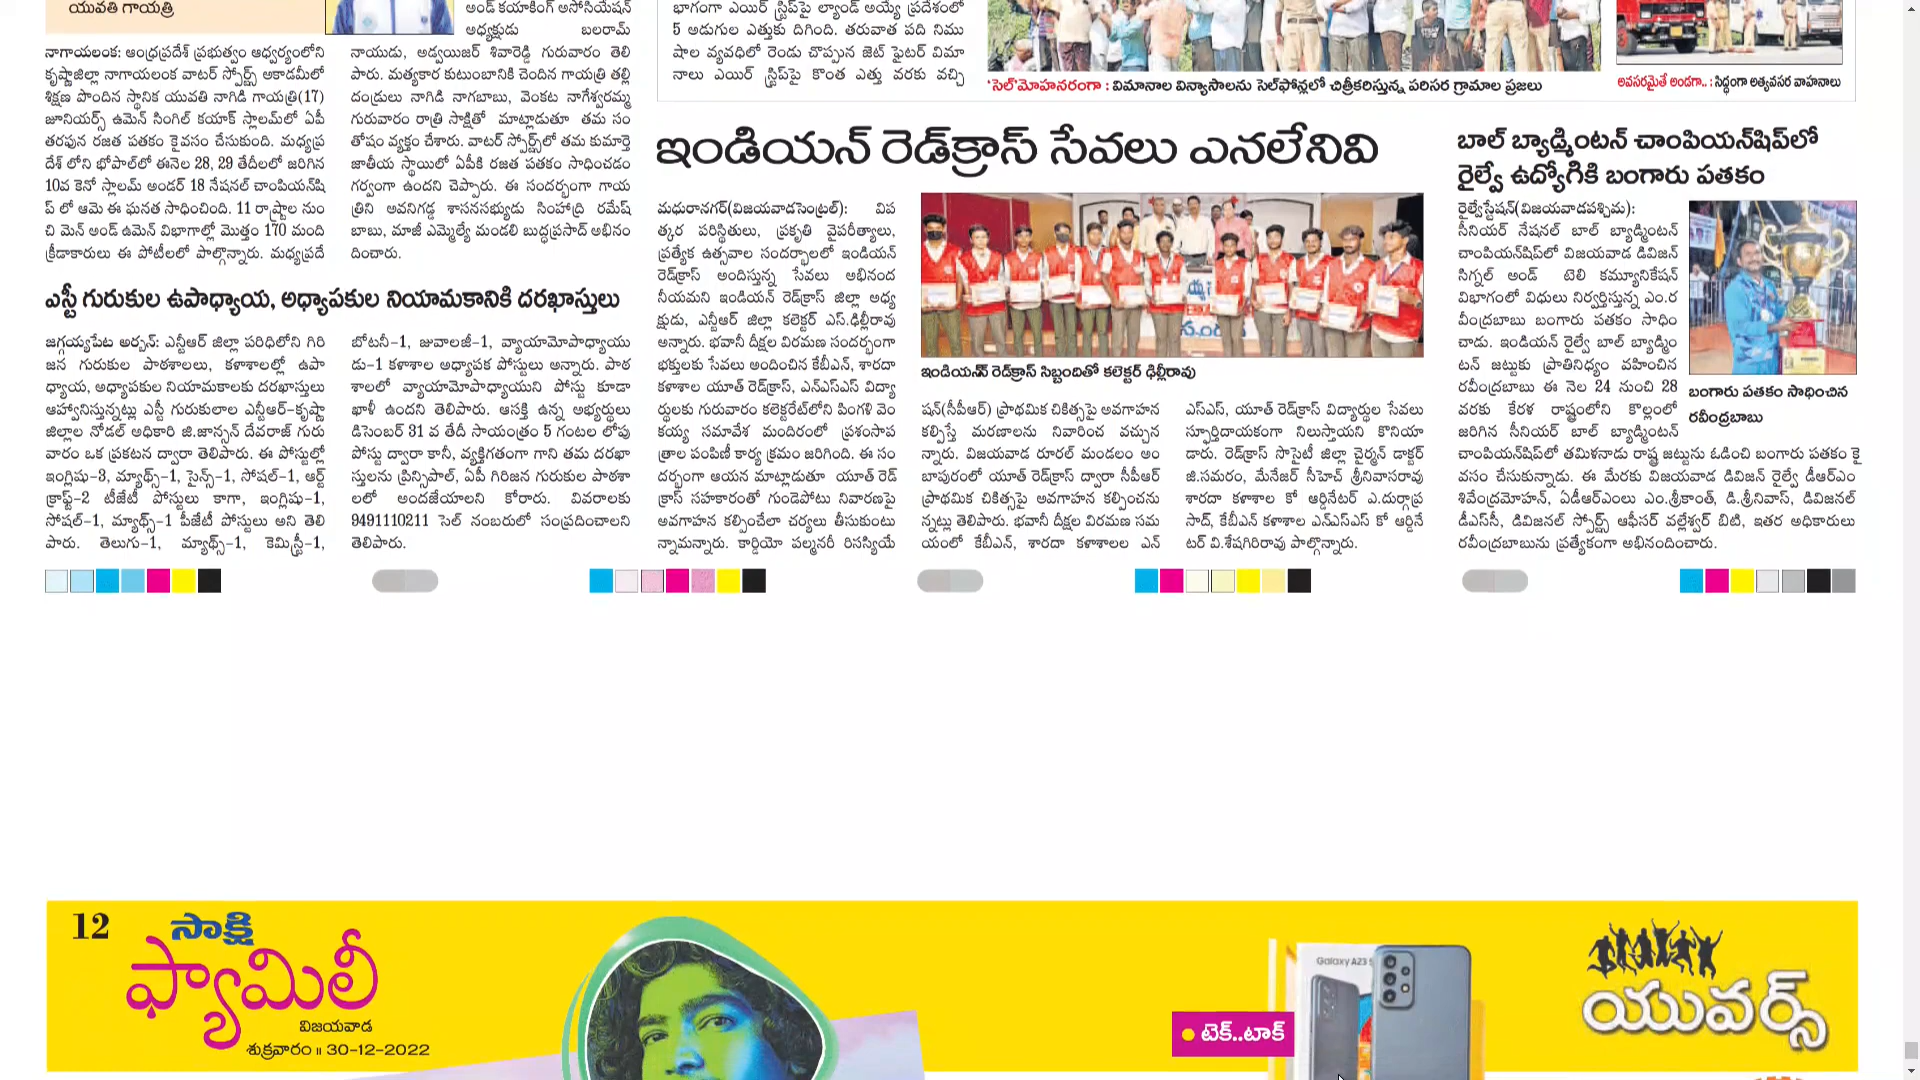 యువతి గాయత్రి
నాగాయలంక: ఆంధ్రప్రదేశ్ ప్రభుత్వం ఆధ్వర్యంలోని
కృష్ణాజిల్లా నాగాయలంక వాటర్ స్పోర్ట్స్ అకాడమీలో
శిక్షణ పొందిన స్థానిక యువతి నాగిడి గాయత్రి(17)
జూనియర్స్ ఉమెన్ సింగిల్ కయాక్ స్లాలమ్‌లో ఏపీ
తరఫున రజత పతకం కైవసం చేసుకుంది. మధ్యప్ర
దేశ్ లోని భోపాల్‌లో ఈనెల 28, 29 తేదీలలో జరిగిన
10వ కెనో స్లాలమ్ అండర్ 18 నేషనల్ చాంపియన్‌షి
ప్ లో ఆమె ఈ ఘనత సాధించింది. 11 రాష్ట్రాల నుం
చి మెన్ అండ్ ఉమెన్ విభాగాల్లో మొత్తం 170 మంది
క్రీడాకారులు ఈ పోటీలలో పాల్గొన్నారు. మధ్యప్రదే
అండ్ కయాకింగ్ అసోసియేషన్
అధ్యక్షుడు బలరామ్
నాయుడు, అడ్వయిజర్ శివారెడ్డి గురువారం తెలి
పారు. మత్స్యకార కుటుంబానికి చెందిన గాయత్రి తల్లి
దండ్రులు నాగిడి నాగబాబు, వెంకట నాగేశ్వరమ్మ
గురువారం రాత్రి సాక్షితో మాట్లాడుతూ తమ సం
తోషం వ్యక్తం చేశారు. వాటర్ స్పోర్ట్స్‌లో తమ కుమార్తె
జాతీయ స్థాయిలో ఏపీకి రజత పతకం సాధించడం
గర్వంగా ఉందని చెప్పారు. ఈ సందర్భంగా గాయ
త్రిని అవనిగడ్డ శాసనసభ్యుడు సింహాద్రి రమేష్
బాబు, మాజీ ఎమ్మెల్యే మండలి బుద్ధప్రసాద్ అభినం
దించారు.
ఎస్టీ గురుకుల ఉపాధ్యాయ, అధ్యాపకుల నియామకానికి దరఖాస్తులు
జగ్గయ్యపేట అర్బన్: ఎన్టీఆర్ జిల్లా పరిధిలోని గిరి
జన గురుకుల పాఠశాలలు, కళాశాలల్లో ఉపా
ధ్యాయ, అధ్యాపకుల నియామకాలకు దరఖాస్తులు
ఆహ్వానిస్తున్నట్లు ఎస్టీ గురుకులాల ఎన్టీఆర్-కృష్ణా
జిల్లాల నోడల్ అధికారి జి.జాన్సన్ దేవరాజ్ గురు
వారం ఒక ప్రకటన ద్వారా తెలిపారు. ఈ పోస్టుల్లో
ఇంగ్లిషు-3, మ్యాథ్స్-1, సైన్స్-1, సోషల్-1, ఆర్ట్
క్రాఫ్ట్-2 టీజేటీ పోస్టులు కాగా, ఇంగ్లిషు-1,
సోషల్-1, మ్యాథ్స్-1 పీజేటీ పోస్టులు అని తెలి
పారు. తెలుగు-1, మ్యాథ్స్-1, కెమిస్ట్రీ-1,
బోటనీ-1, జువాలజీ-1, వ్యాయామోపాధ్యాయు
డు-1 కళాశాల అధ్యాపక పోస్టులు అన్నారు. పాఠ
శాలలో వ్యాయామోపాధ్యాయుని పోస్టు కూడా
ఖాళీ ఉందని తెలిపారు. ఆసక్తి ఉన్న అభ్యర్థులు
డిసెంబర్ 31 వ తేదీ సాయంత్రం 5 గంటల లోపు
పోస్టు ద్వారా కానీ, వ్యక్తిగతంగా గాని తమ దరఖా
స్తులను ప్రిన్సిపాల్, ఏపీ గిరిజన గురుకుల పాఠశా
లలో అందజేయాలని కోరారు. వివరాలకు
9491110211 సెల్ నంబరులో సంప్రదించాలని
తెలిపారు.
భాగంగా ఎయిర్ స్ట్రిప్‌పై ల్యాండ్ అయ్యే ప్రదేశంలో
5 అడుగుల ఎత్తుకు దిగింది. తరువాత పది నిము
షాల వ్యవధిలో రెండు చొప్పున జెట్ ఫైటర్ విమా
నాలు ఎయిర్ స్ట్రిప్‌పై కొంత ఎత్తు వరకు వచ్చి
'సెల్'మోహనరంగా : విమానాల విన్యాసాలను సెల్‌ఫోన్లలో చిత్రీకరిస్తున్న పరిసర గ్రామాల ప్రజలు
అవసరమైతే అండగా.. : సిద్ధంగా అత్యవసర వాహనాలు
ఇండియన్ రెడ్‌క్రాస్ సేవలు ఎనలేనివి
మధురానగర్(విజయవాడసెంట్రల్): విప
త్కర పరిస్థితులు, ప్రకృతి వైపరీత్యాలు,
ప్రత్యేక ఉత్సవాల సందర్భాలలో ఇండియన్
రెడ్‌క్రాస్ అందిస్తున్న సేవలు అభినంద
నీయమని ఇండియన్ రెడ్‌క్రాస్ జిల్లా అధ్య
క్షుడు, ఎన్టీఆర్ జిల్లా కలెక్టర్ ఎస్.ఢిల్లీరావు
అన్నారు. భవానీ దీక్షల విరమణ సందర్భంగా
భక్తులకు సేవలు అందించిన కేబీఎన్, శారదా
కళాశాల యూత్ రెడ్‌క్రాస్, ఎన్ఎస్ఎస్ విద్యా
ర్థులకు గురువారం కలెక్టరేట్‌లోని పింగళి వెం
కయ్య సమావేశ మందిరంలో ప్రశంసాప
త్రాల పంపిణీ కార్య క్రమం జరిగింది. ఈ సం
దర్భంగా ఆయన మాట్లాడుతూ యూత్ రెడ్
క్రాస్ సహకారంతో గుండెపోటు నివారణపై
అవగాహన కల్పించేలా చర్యలు తీసుకుంటు
న్నామన్నారు. కార్డియో పల్మనరీ రిసస్యియే
ఇండియన్ రెడ్‌క్రాస్ సిబ్బందితో కలెక్టర్ ఢిల్లీరావు
షన్(సీపీఆర్) ప్రాథమిక చికిత్సపై అవగాహన
కల్పిస్తే మరణాలను నివారించ వచ్చున
న్నారు. విజయవాడ రూరల్ మండలం అం
బాపురంలో యూత్ రెడ్‌క్రాస్ ద్వారా సీపీఆర్
ప్రాథమిక చికిత్సపై అవగాహన కల్పించను
న్నట్లు తెలిపారు. భవానీ దీక్షల విరమణ సమ
యంలో కేబీఎన్, శారదా కళాశాలల ఎన్
ఎస్ఎస్, యూత్ రెడ్‌క్రాస్ విద్యార్థుల సేవలు
స్ఫూర్తిదాయకంగా నిలుస్తాయని కొనియా
డారు. రెడ్‌క్రాస్ సొసైటీ జిల్లా చైర్మన్ డాక్టర్
జి.సమరం, మేనేజర్ సీహెచ్ శ్రీనివాసరావు
శారదా కళాశాల కో ఆర్డినేటర్ ఎ.దుర్గాప్ర
సాద్, కేబీఎన్ కళాశాల ఎన్ఎస్ఎస్ కో ఆర్డినే
టర్ వి.శేషగిరిరావు పాల్గొన్నారు.
బాల్ బ్యాడ్మింటన్ చాంపియన్‌షిప్‌లో
రైల్వే ఉద్యోగికి బంగారు పతకం
రైల్వేస్టేషన్(విజయవాడపశ్చిమ):
సీనియర్ నేషనల్ బాల్ బ్యాడ్మింటన్
చాంపియన్‌షిప్‌లో విజయవాడ డివిజన్
సిగ్నల్ అండ్ టెలి కమ్యూనికేషన్
విభాగంలో విధులు నిర్వర్తిస్తున్న ఎం.ర
వీంద్రబాబు బంగారు పతకం సాధిం
చాడు. ఇండియన్ రైల్వే బాల్ బ్యాడ్మిం
టన్ జట్టుకు ప్రాతినిధ్యం వహించిన
రవీంద్రబాబు ఈ నెల 24 నుంచి 28
వరకు కేరళ రాష్ట్రంలోని కొల్లంలో
జరిగిన సీనియర్ బాల్ బ్యాడ్మింటన్
చాంపియన్‌షిప్‌లో తమిళనాడు రాష్ట్ర జట్టును ఓడించి బంగారు పతకం కై
వసం చేసుకున్నాడు. ఈ మేరకు విజయవాడ డివిజన్ రైల్వే డీఆర్ఎం
శివేంద్రమోహన్, ఏడీఆర్ఎంలు ఎం.శ్రీకాంత్, డి.శ్రీనివాస్, డివిజనల్
డీఎస్సీ, డివిజనల్ స్పోర్ట్స్ ఆఫీసర్ వల్లేశ్వర్ బిటి, ఇతర అధికారులు
రవీంద్రబాబును ప్రత్యేకంగా అభినందించారు.
బంగారు పతకం సాధించిన
రవీంద్రబాబు
12
సాక్షి
ఫ్యామిలీ
విజయవాడ
శుక్రవారం ॥ 30-12-2022
Galaxy A23
టెక్..టాక్
యువర్స్